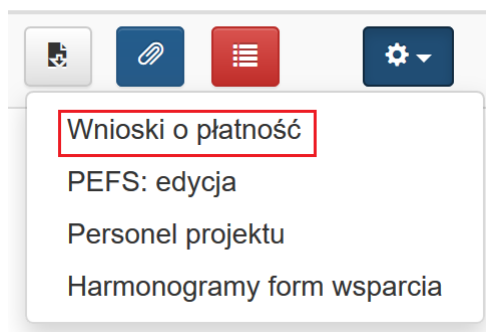 Wnioski o płatność
PEFS: edycja
Personel projektu
Harmonogramy form wsparcia